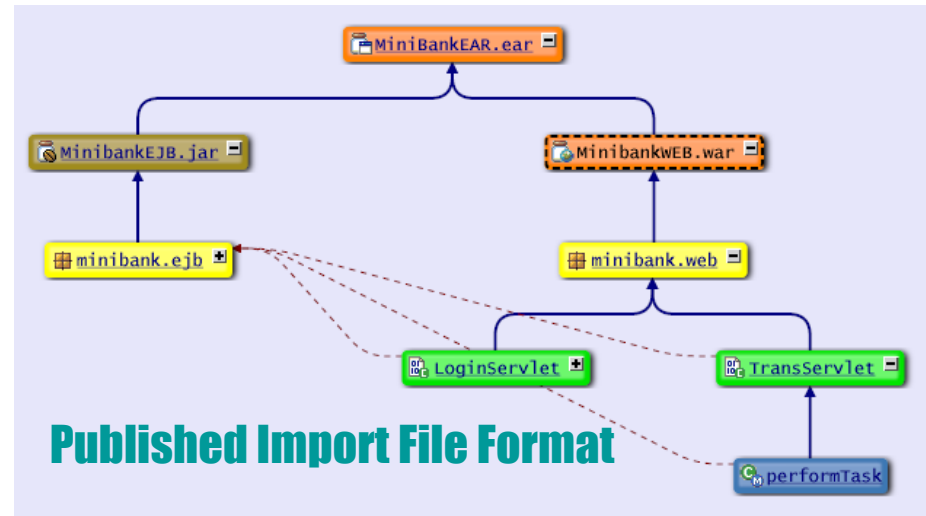 MiniBankEAR.ear
MinibankEJB.jar
MinibankWEB.war
minibank.ejb
minibank.web
LoginServlet
TransServlet
Published Import File Format
performTask